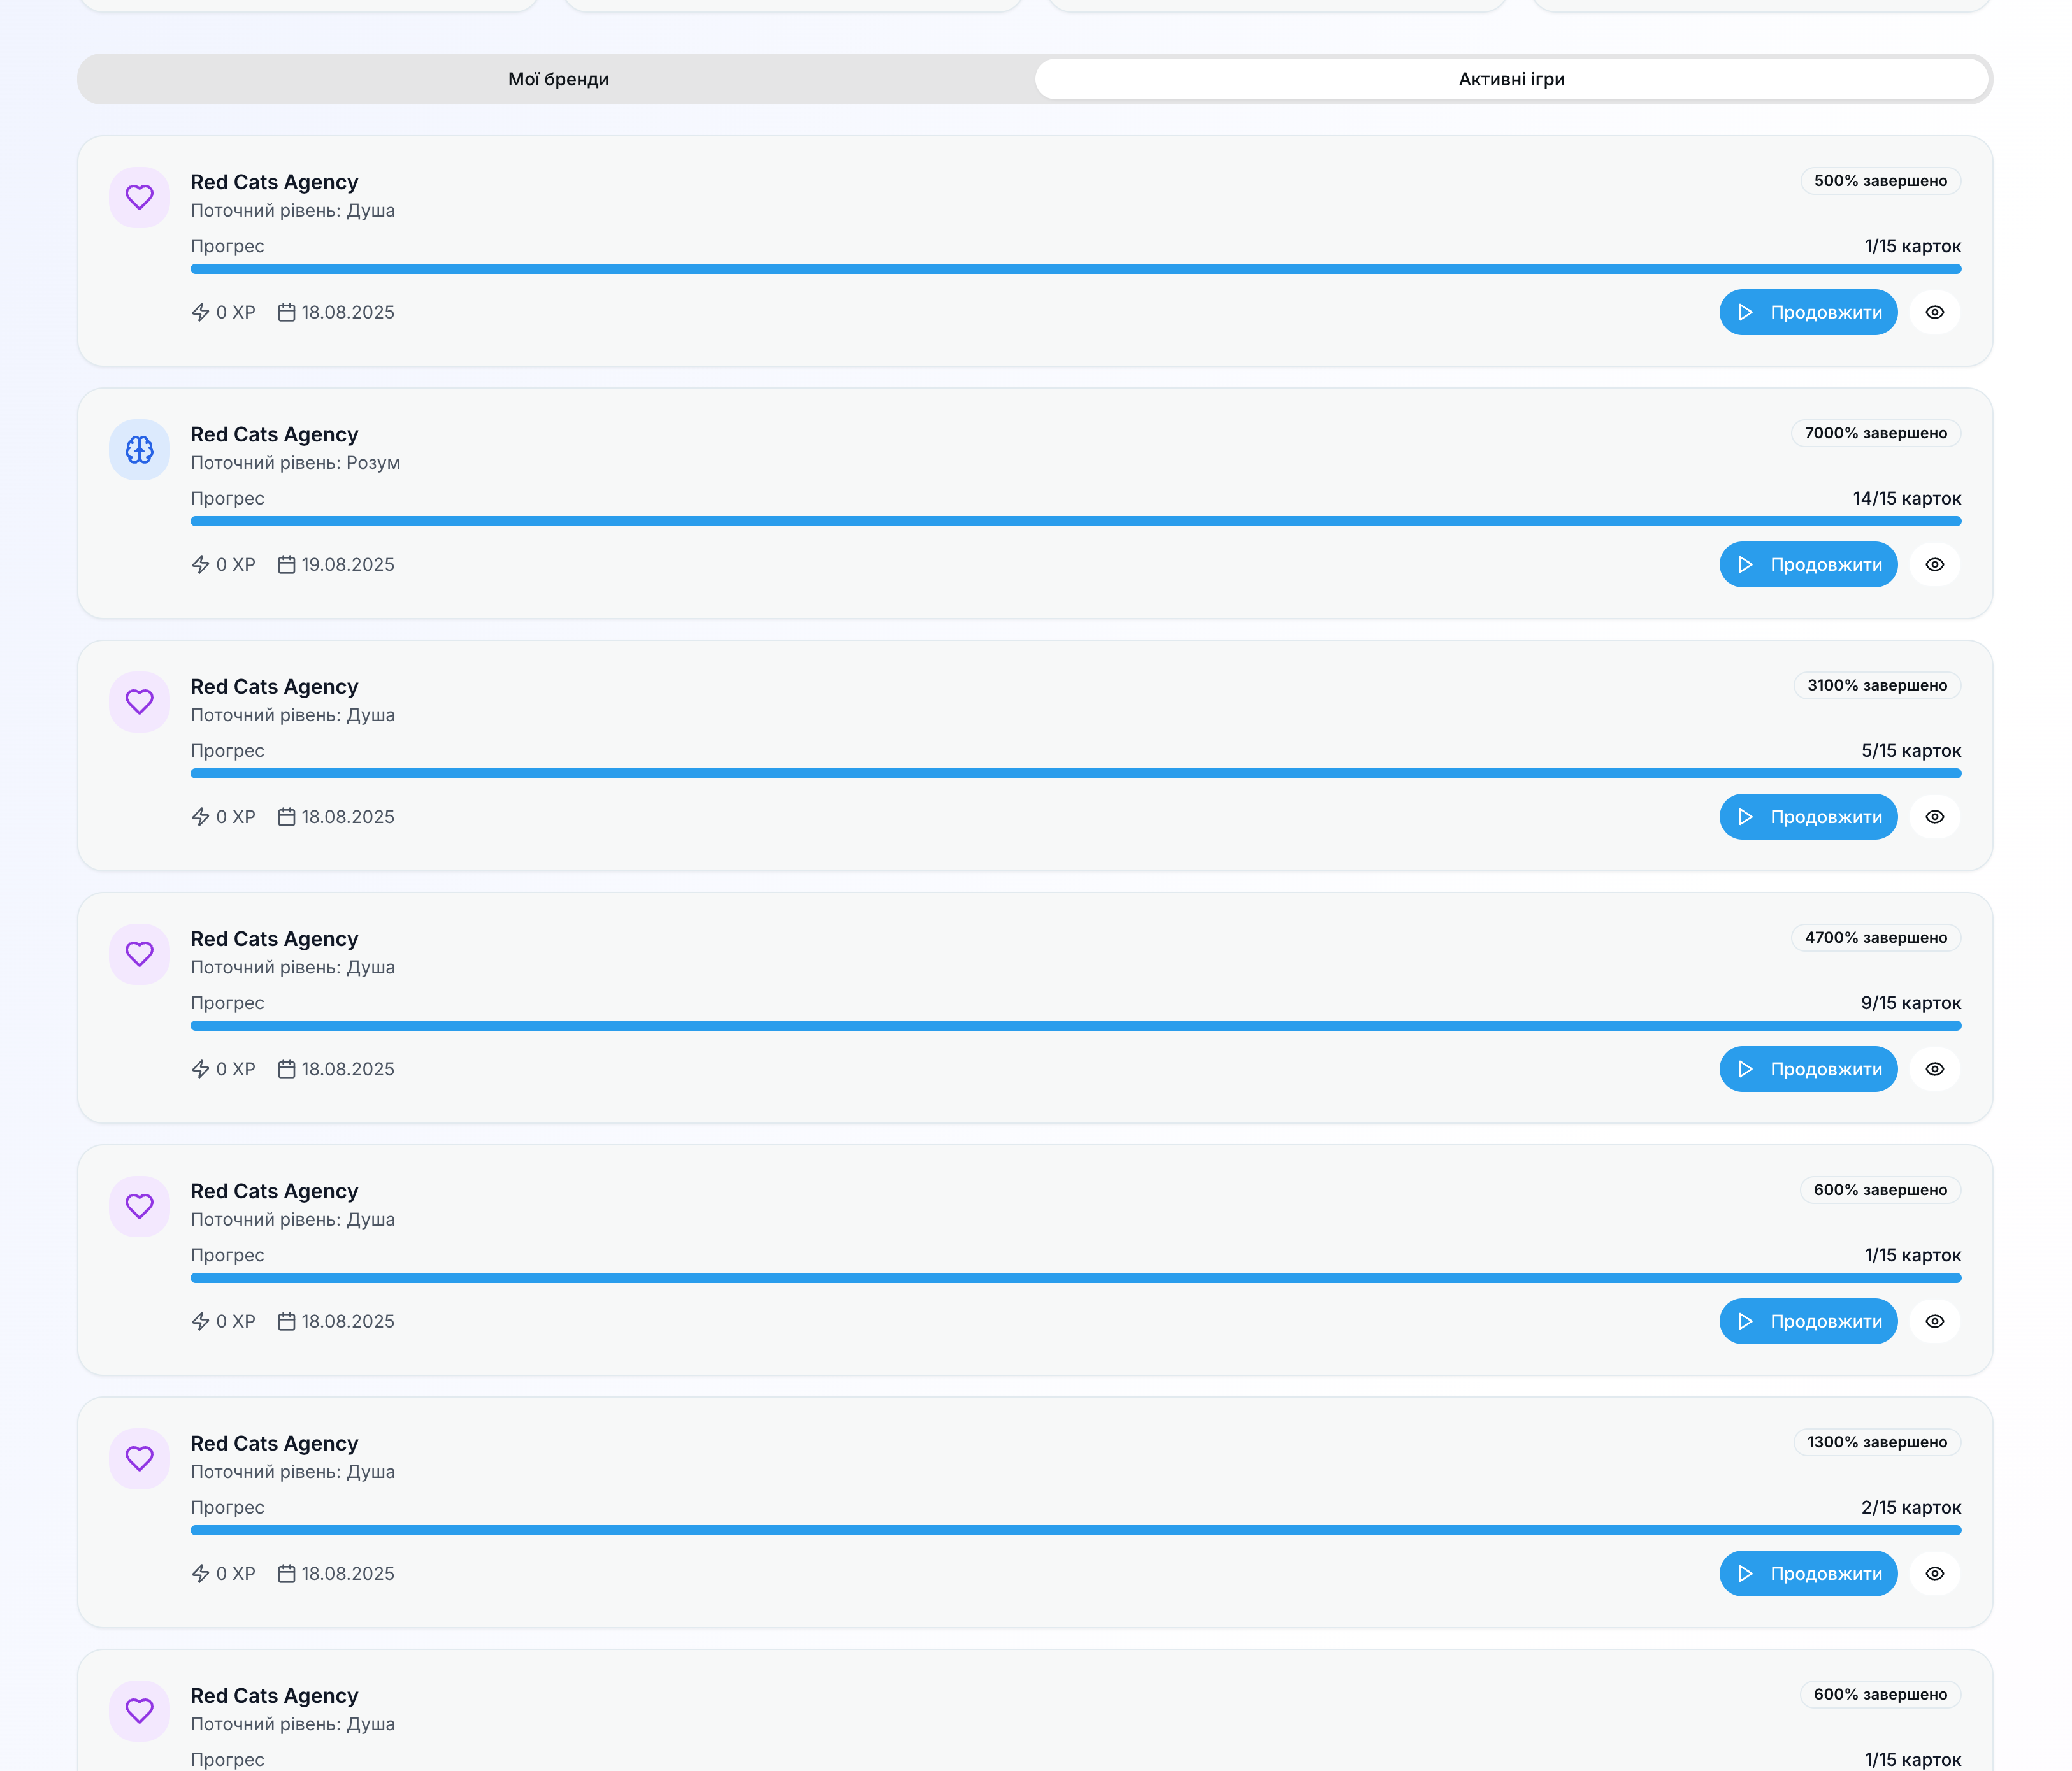 Мої бренди
Активні ігри
Red Cats Agency
500% завершено
Поточний рівень: Душа
Прогрес
1/15 карток
0 XP
18.08.2025
Продовжити
Red Cats Agency
7000% завершено
Поточний рівень: Розум
Прогрес
14/15 карток
0 XP
19.08.2025
Продовжити
Red Cats Agency
3100% завершено
Поточний рівень: Душа
Прогрес
5/15 карток
0 XP
18.08.2025
Продовжити
Red Cats Agency
4700% завершено
Поточний рівень: Душа
Прогрес
9/15 карток
0 XP
18.08.2025
Продовжити
Red Cats Agency
600% завершено
Поточний рівень: Душа
Прогрес
1/15 карток
0 XP
18.08.2025
Продовжити
Red Cats Agency
1300% завершено
Поточний рівень: Душа
Прогрес
2/15 карток
0 XP
18.08.2025
Продовжити
Red Cats Agency
600% завершено
Поточний рівень: Душа
Прогрес
1/15 карток